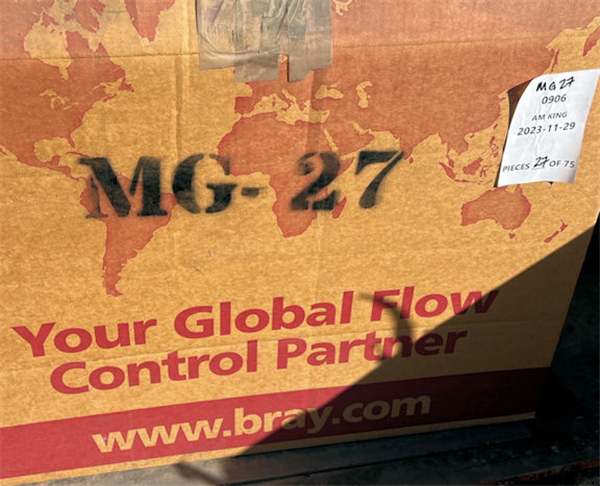 MG 27
0906
AM KING
2023-11-29
PIECES 27 OF 75
MG- 27
Your Global Flow
Control Partner
www.bray.com